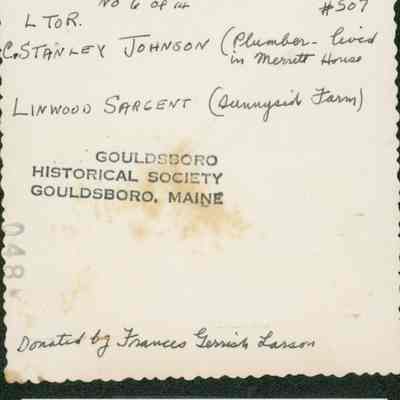 No 6 of 14 #507
L TO R.
C. STANLEY JOHNSON (Plumber - lived
in Merritt House
LINWOOD SARGENT (Sunnyside Farm)
GOULDSBORO
HISTORICAL SOCIETY
GOULDSBORO, MAINE
048
Donated by Frances Gerrish Larson